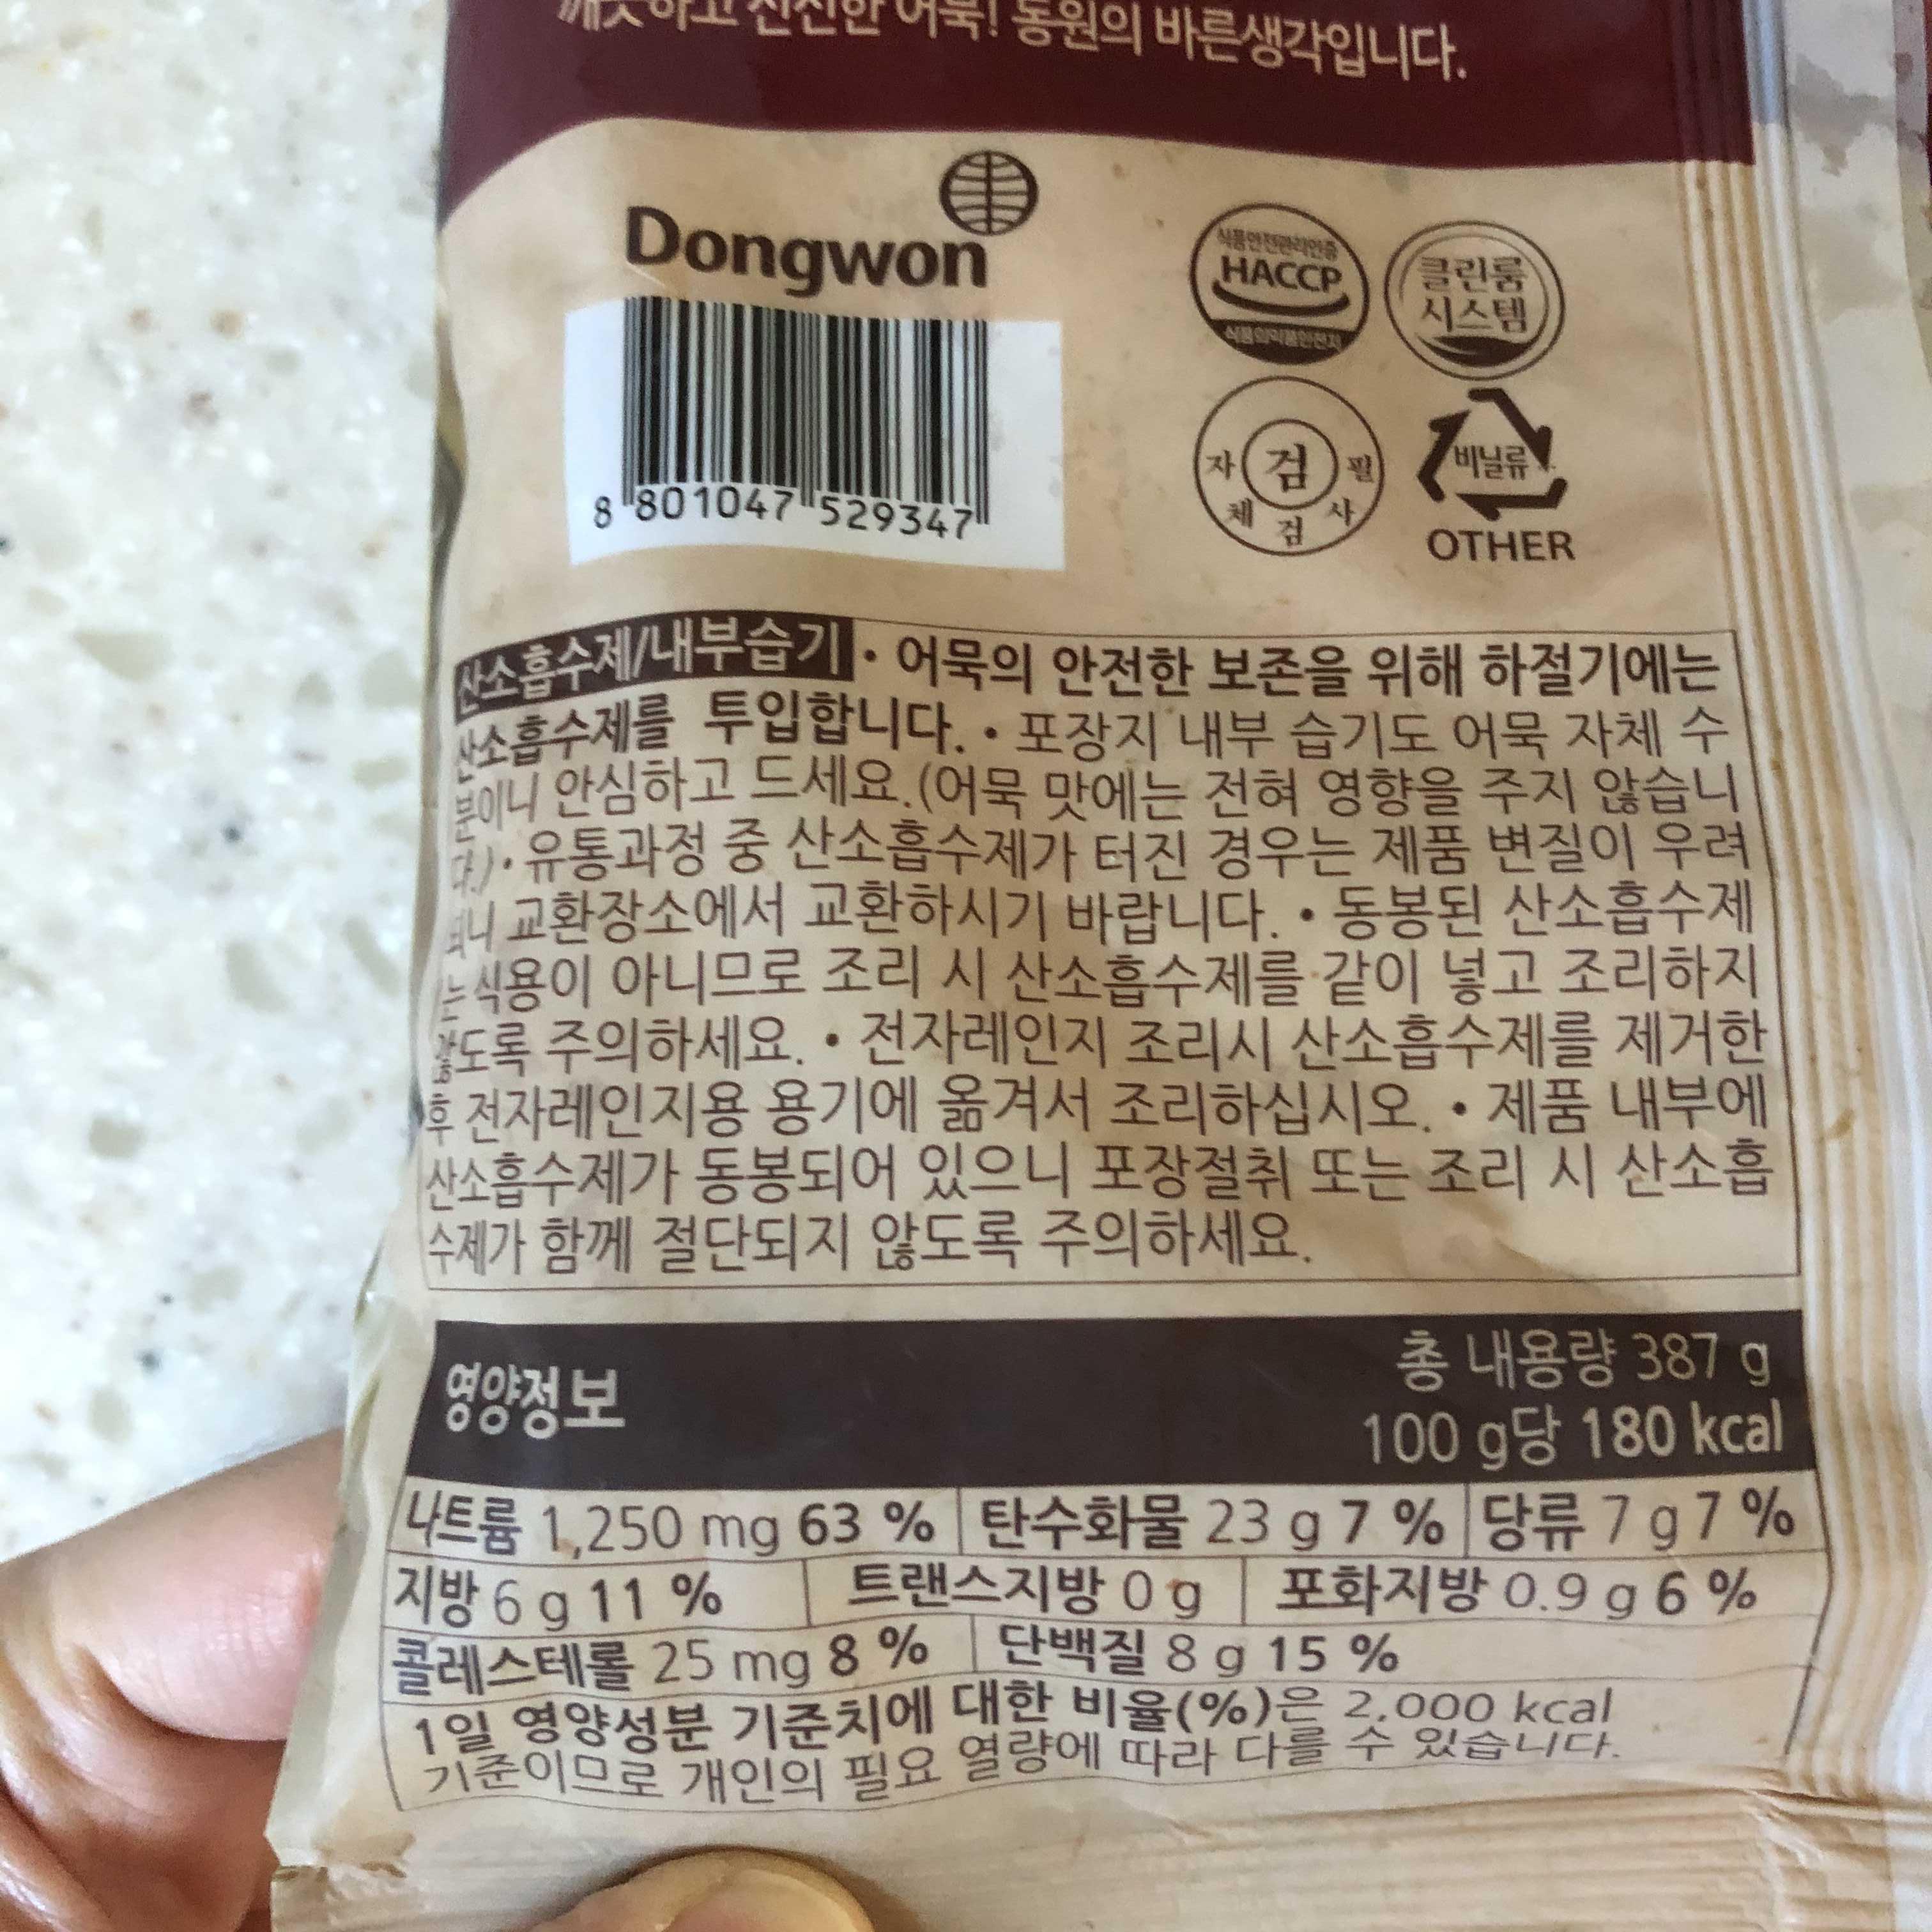 깨끗하고 신선한 어묵! 동원의 바른생각입니다.
Dongwon
식품안전관리인증
HACCP
클린룸
시스템
자 체 검 사 필
검
비닐류
OTHER
8 801047 529347
산소흡수제/내부습기 • 어묵의 안전한 보존을 위해 하절기에는
산소흡수제를 투입합니다. • 포장지 내부 습기도 어묵 자체 수
분이니 안심하고 드세요.(어묵 맛에는 전혀 영향을 주지 않습니
다.) • 유통과정 중 산소흡수제가 터진 경우는 제품 변질이 우려
되니 교환장소에서 교환하시기 바랍니다. • 동봉된 산소흡수제
는 식용이 아니므로 조리 시 산소흡수제를 같이 넣고 조리하지
않도록 주의하세요. • 전자레인지 조리시 산소흡수제를 제거한
후 전자레인지용 용기에 옮겨서 조리하십시오. • 제품 내부에
산소흡수제가 동봉되어 있으니 포장절취 또는 조리 시 산소흡
수제가 함께 절단되지 않도록 주의하세요.
영양정보
총 내용량 387 g
100 g당 180 kcal
나트륨 1,250 mg 63 % 탄수화물 23 g 7 % 당류 7 g 7 %
지방 6 g 11 % 트랜스지방 0 g 포화지방 0.9 g 6 %
콜레스테롤 25 mg 8 % 단백질 8 g 15 %
1일 영양성분 기준치에 대한 비율(%)은 2,000 kcal
기준이므로 개인의 필요 열량에 따라 다를 수 있습니다.